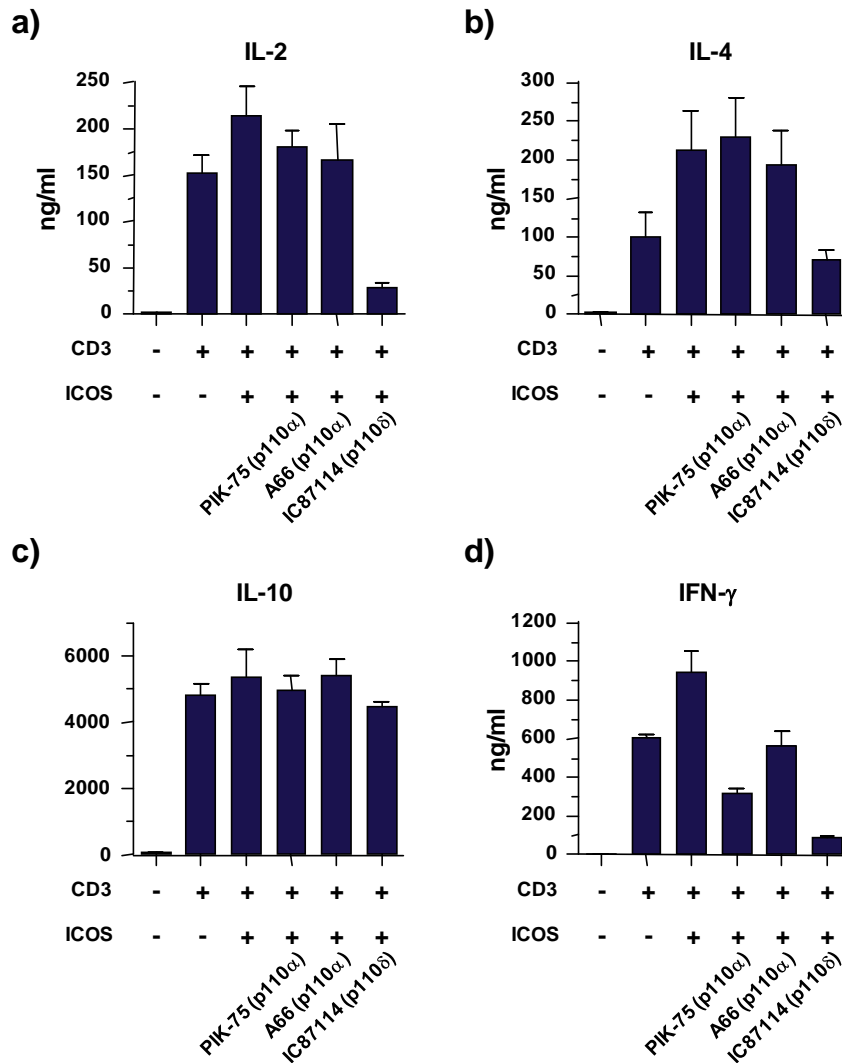 a)
IL-2
ng/ml
250
200
150
100
50
0
CD3 - + + + + +
ICOS - - + + + +
PIK-75 (p110α)
A66 (p110α)
IC87114 (p110δ)
b)
IL-4
ng/ml
300
250
200
150
100
50
0
CD3 - + + + + +
ICOS - - + + + +
PIK-75 (p110α)
A66 (p110α)
IC87114 (p110δ)
c)
IL-10
6000
4000
2000
0
CD3 - + + + + +
ICOS - - + + + +
PIK-75 (p110α)
A66 (p110α)
IC87114 (p110δ)
d)
IFN-γ
ng/ml
1200
1000
800
600
400
200
0
CD3 - + + + + +
ICOS - - + + + +
PIK-75 (p110α)
A66 (p110α)
IC87114 (p110δ)